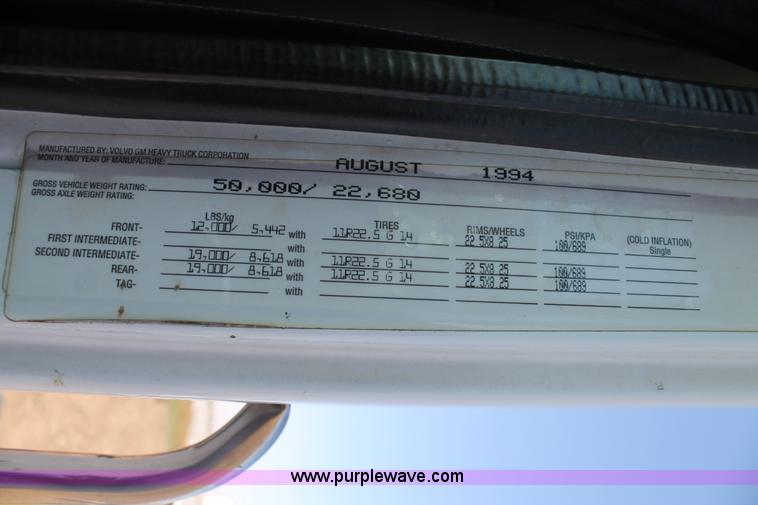 MANUFACTURED BY: VOLVO GM HEAVY TRUCK CORPORATION
MONTH AND YEAR OF MANUFACTURE: AUGUST 1994
GROSS VEHICLE WEIGHT RATING: 50,000/ 22,680
GROSS AXLE WEIGHT RATING:
LBS/kg TIRES RIMS/WHEELS PSI/KPA (COLD INFLATION)
FRONT- 12,000/ 5,442 with 11R22.5 G 14 22.5X8.25 100/689 Single
FIRST INTERMEDIATE- with
SECOND INTERMEDIATE- 19,000/ 8,618 with 11R22.5 G 14 22.5X8.25 100/689
REAR- 19,000/ 8,618 with 11R22.5 G 14 22.5X8.25 100/689
TAG- with
www.purplewave.com